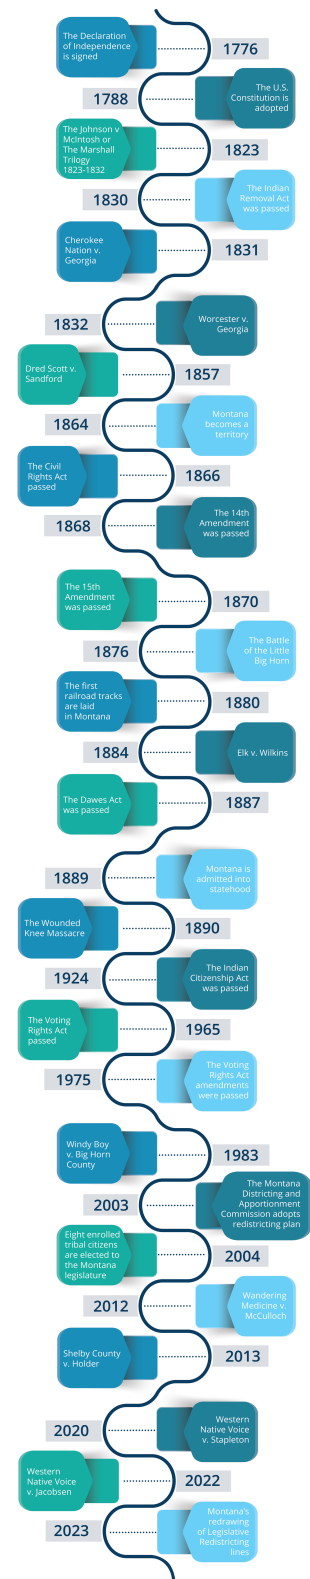 The Declaration
of Independence
is signed
1776
1788
The U.S.
Constitution is
adopted
The Johnson v
McIntosh or
The Marshall
Trilogy
1823-1832
1823
1830
The Indian
Removal Act
was passed
Cherokee
Nation v.
Georgia
1831
1832
Worcester v.
Georgia
Dred Scott v.
Sandford
1857
1864
Montana
becomes a
territory
The Civil
Rights Act
passed
1866
1868
The 14th
Amendment
was passed
The 15th
Amendment
was passed
1870
1876
The Battle
of the Little
Big Horn
The first
railroad tracks
are laid
in Montana
1880
1884
Elk v. Wilkins
The Dawes Act
was passed
1887
1889
Montana is
admitted into
statehood
The Wounded
Knee Massacre
1890
1924
The Indian
Citizenship Act
was passed
The Voting
Rights Act
passed
1965
1975
The Voting
Rights Act
amendments
were passed
Windy Boy
v. Big Horn
County
1983
2003
The Montana
Districting and
Apportionment
Commission adopts
redistricting plan
Eight enrolled
tribal citizens
are elected to
the Montana
legislature
2004
2012
Wandering
Medicine v.
McCulloch
Shelby County
v. Holder
2013
2020
Western
Native Voice
v. Stapleton
Western
Native Voice
v. Jacobsen
2022
2023
Montana's
redrawing
of Legislative
Redistricting
lines